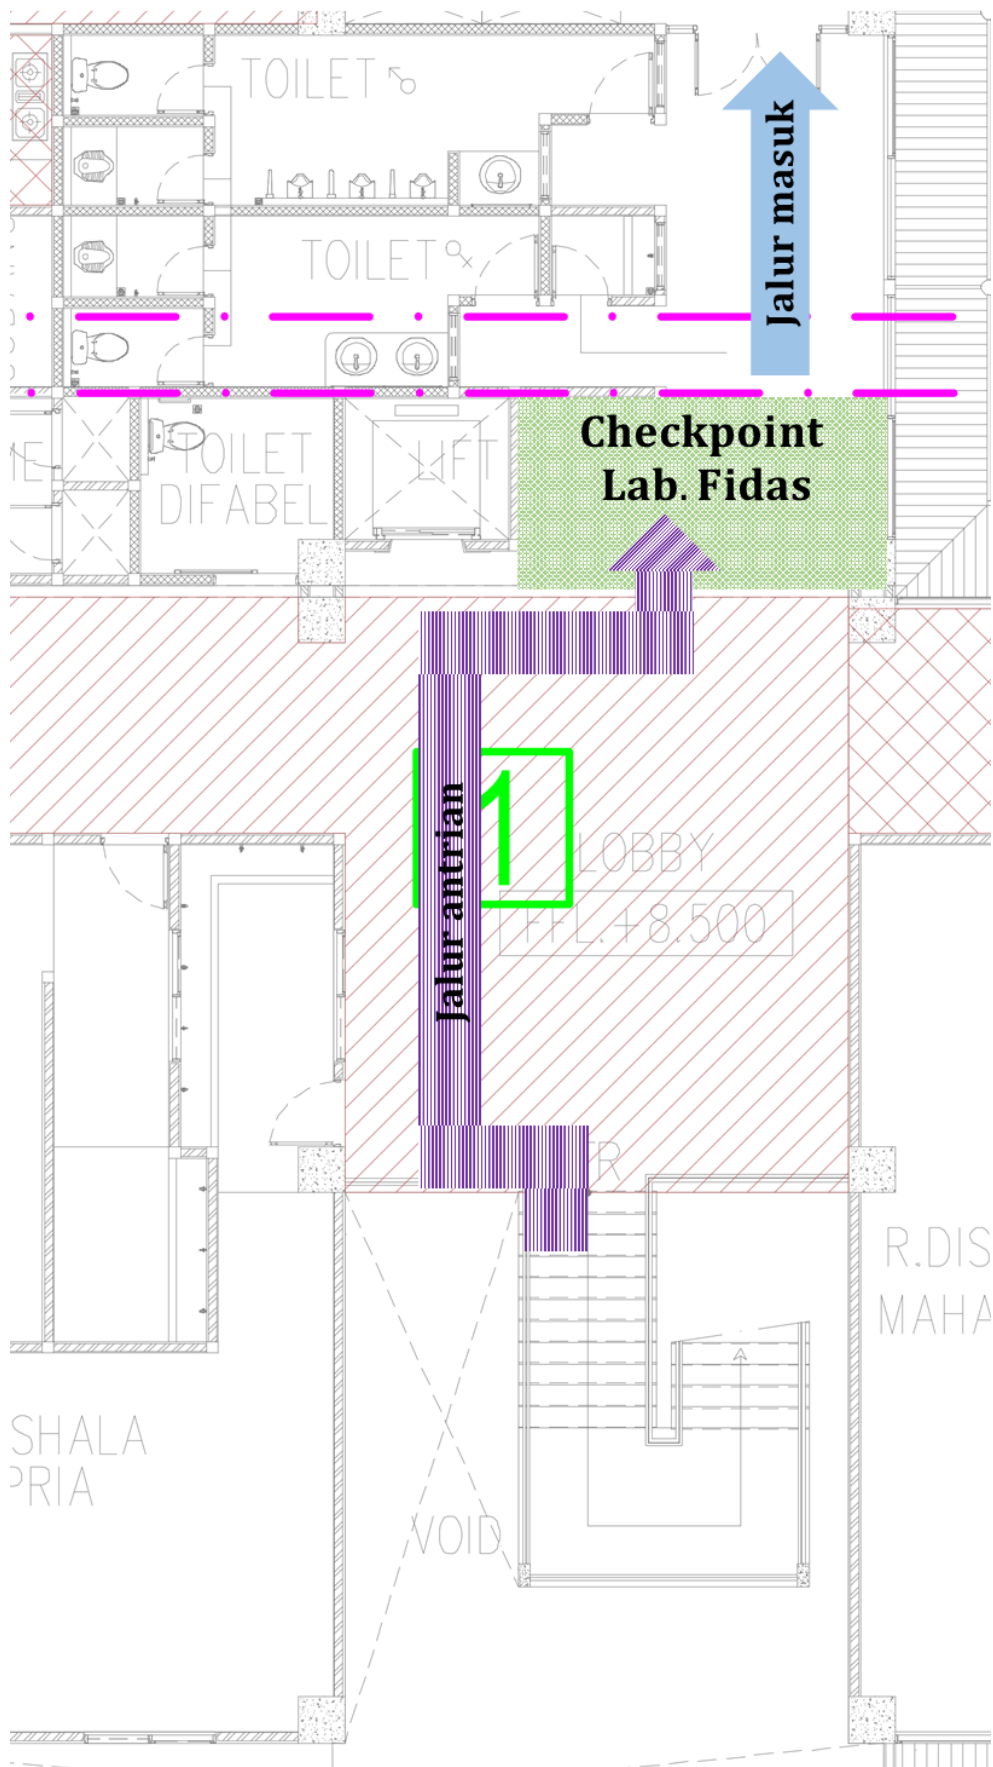 TOILET
Jalur masuk
TOILET
Checkpoint
Lab. Fidas
TOILET
DIFABEL
LIFT
1
LOBBY
FFL.+8.500
Jalur antrian
R.DIS
MAHA
SHALA
PRIA
VOID